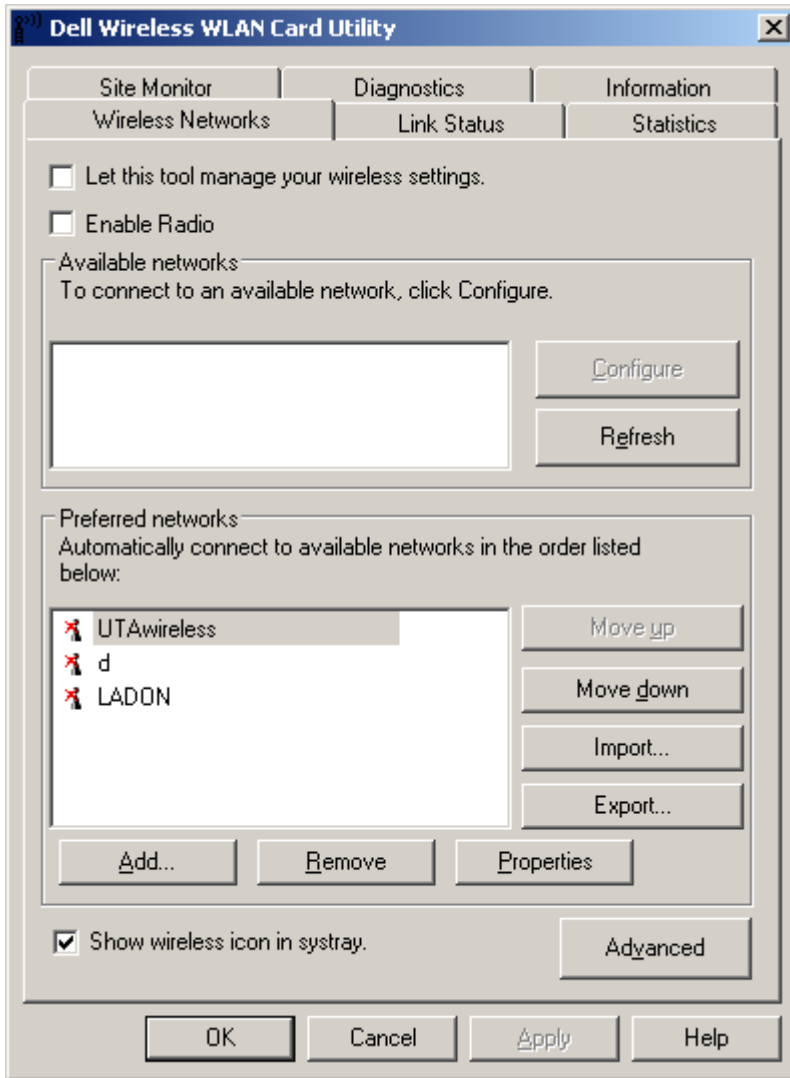 Dell Wireless WLAN Card Utility
Site Monitor Diagnostics Information
Wireless Networks Link Status Statistics
Let this tool manage your wireless settings.
Enable Radio
Available networks
To connect to an available network, click Configure.
Configure
Refresh
Preferred networks
Automatically connect to available networks in the order listed
below:
UTAwireless
d
LADON
Move up
Move down
Import...
Export...
Add... Remove Properties
Show wireless icon in systray.
Advanced
OK Cancel Apply Help